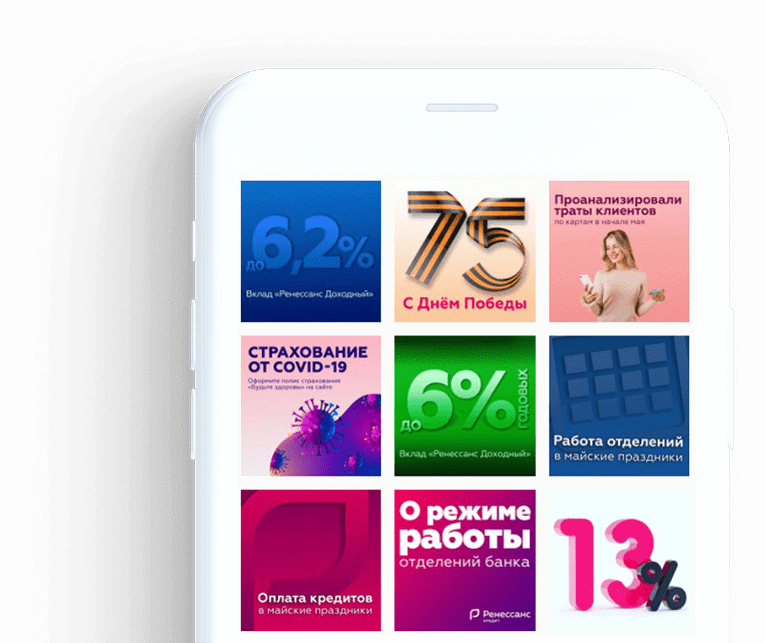 до 6,2%
Вклад «Ренессанс Доходный»
75
С Днём Победы
Проанализировали
траты клиентов
по картам в начале мая
СТРАХОВАНИЕ
ОТ COVID-19
Оформите полис страхования
«Будьте здоровы» на сайте
до 6% годовых
Вклад «Ренессанс Доходный»
Работа отделений
в майские праздники
Оплата кредитов
в майские праздники
О режиме
работы
отделений банка
Ренессанс
кредит
13%